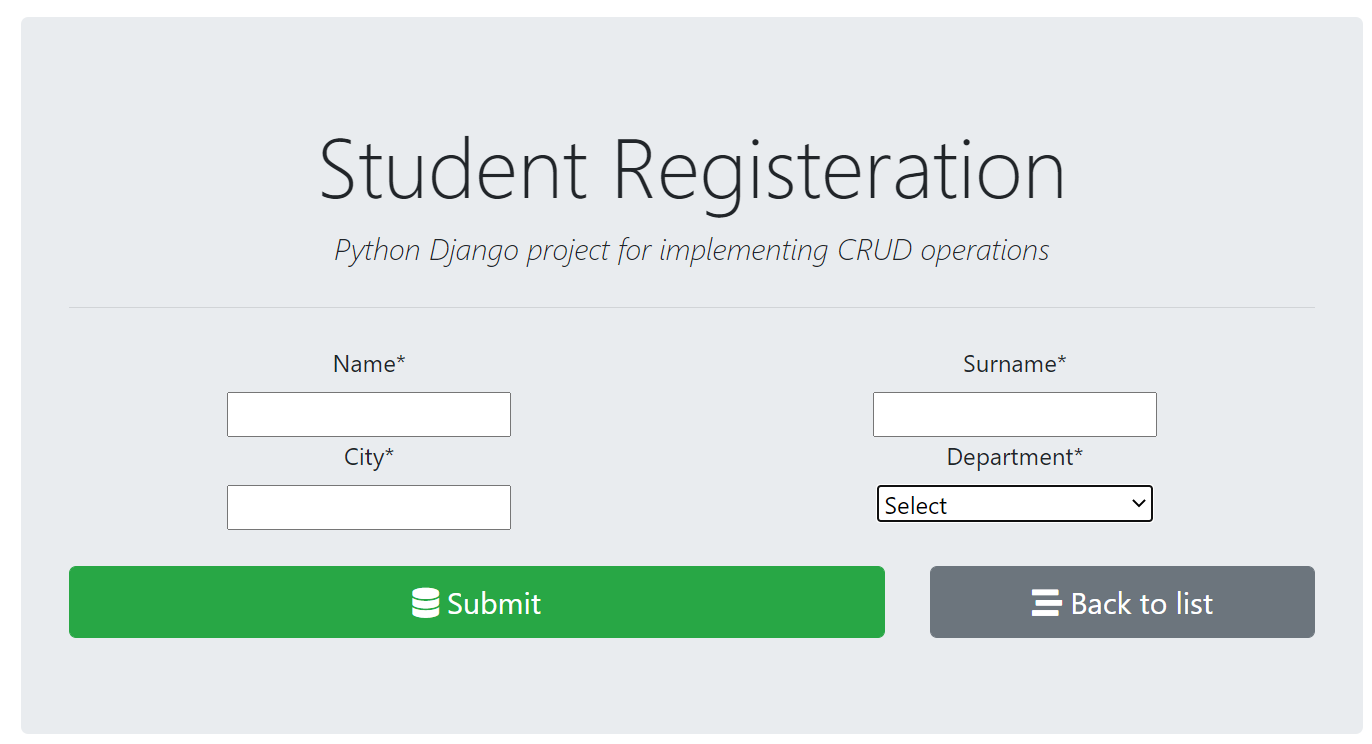 Student Registeration
Python Django project for implementing CRUD operations
Name* Surname*
City* Department*
Select
Submit Back to list